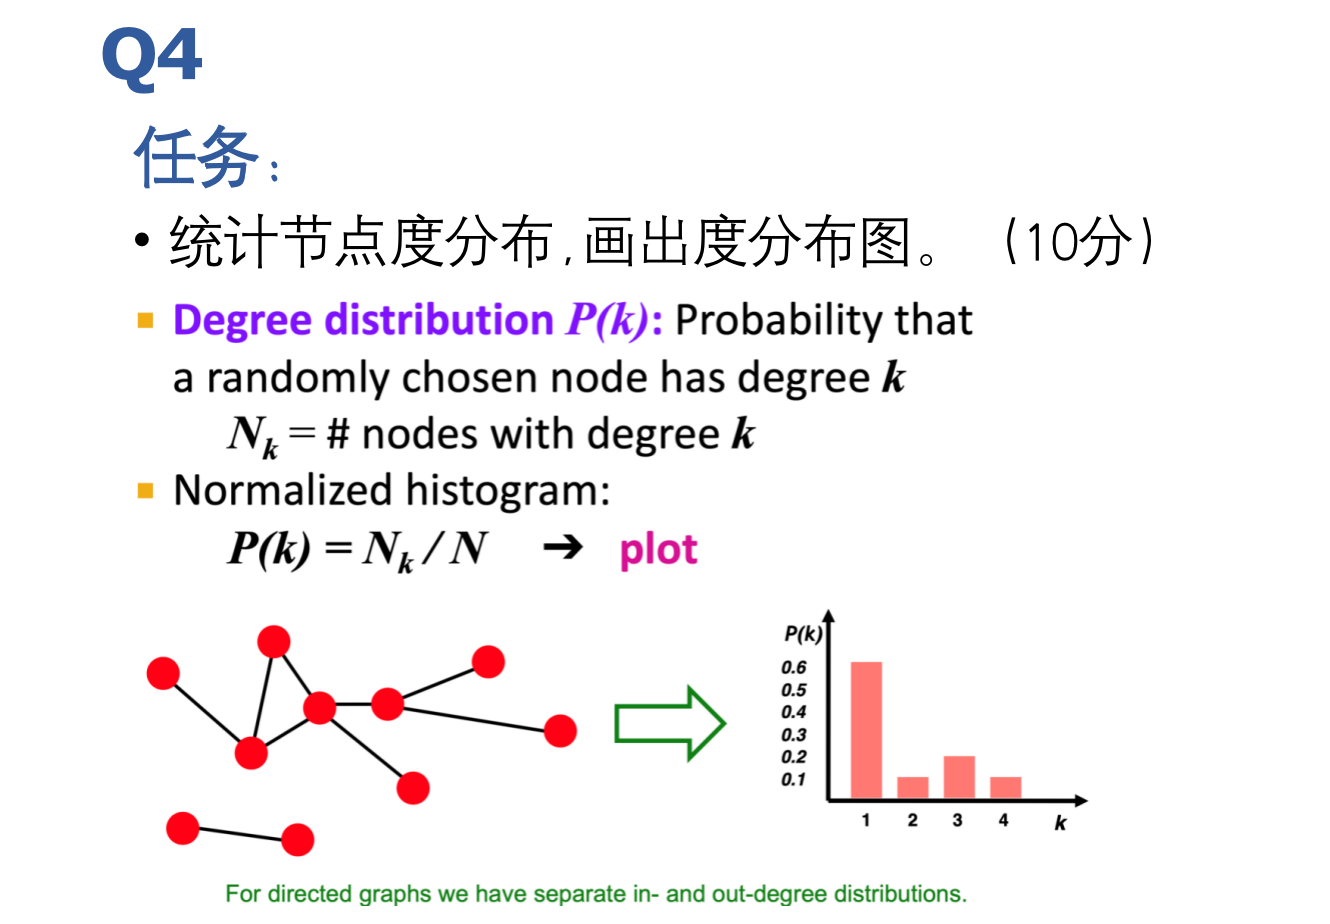 Q4
任务：
• 统计节点度分布，画出度分布图。（10分）
Degree distribution P(k): Probability that
a randomly chosen node has degree k
Nk = # nodes with degree k
Normalized histogram:
P(k) = Nk / N ➔ plot
P(k)
0.6
0.5
0.4
0.3
0.2
0.1
1 2 3 4 k
For directed graphs we have separate in- and out-degree distributions.